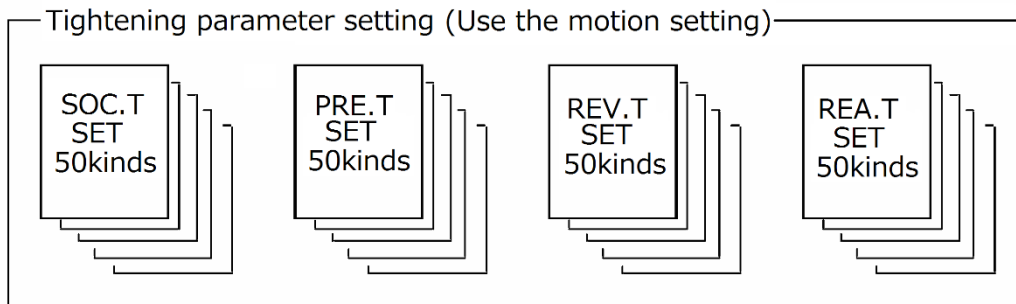 Tightening parameter setting (Use the motion setting)
SOC.T
SET
50kinds
PRE.T
SET
50kinds
REV.T
SET
50kinds
REA.T
SET
50kinds